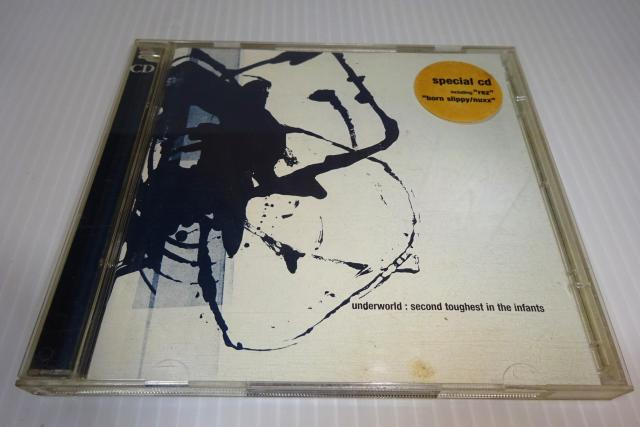 CD
special cd
including "rez"
"born slippy/nuxx"
underworld : second toughest in the infants